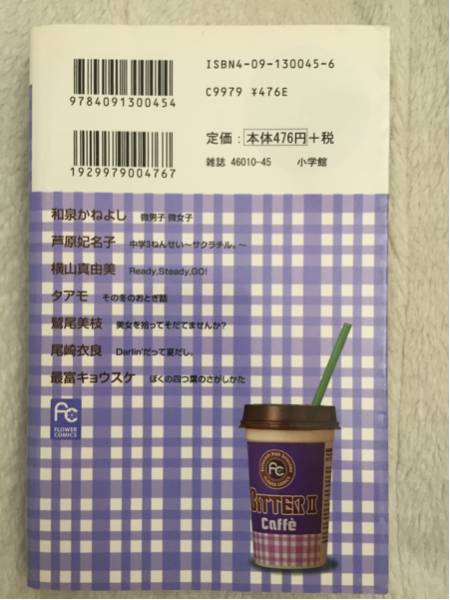 ISBN4-09-130045-6
C9979 ¥476E
9784091300454
定価：本体476円+税
雑誌 46010-45 小学館
1929979004767
和泉かねよし 微男子 微女子
芦原妃名子 中学3ねんせい〜サクラチル。〜
横山真由美 Ready,Steady,GO!
タアモ その冬のおとぎ話
鷲尾美枝 美女を拾ってそだてませんか?
尾崎衣良 Darlin'だって夏だし。
最富キョウスケ ぼくの四つ葉のさがしかた
FC
FLOWER
COMICS
FC
FLOWER COMICS
BITTER II
Caffè